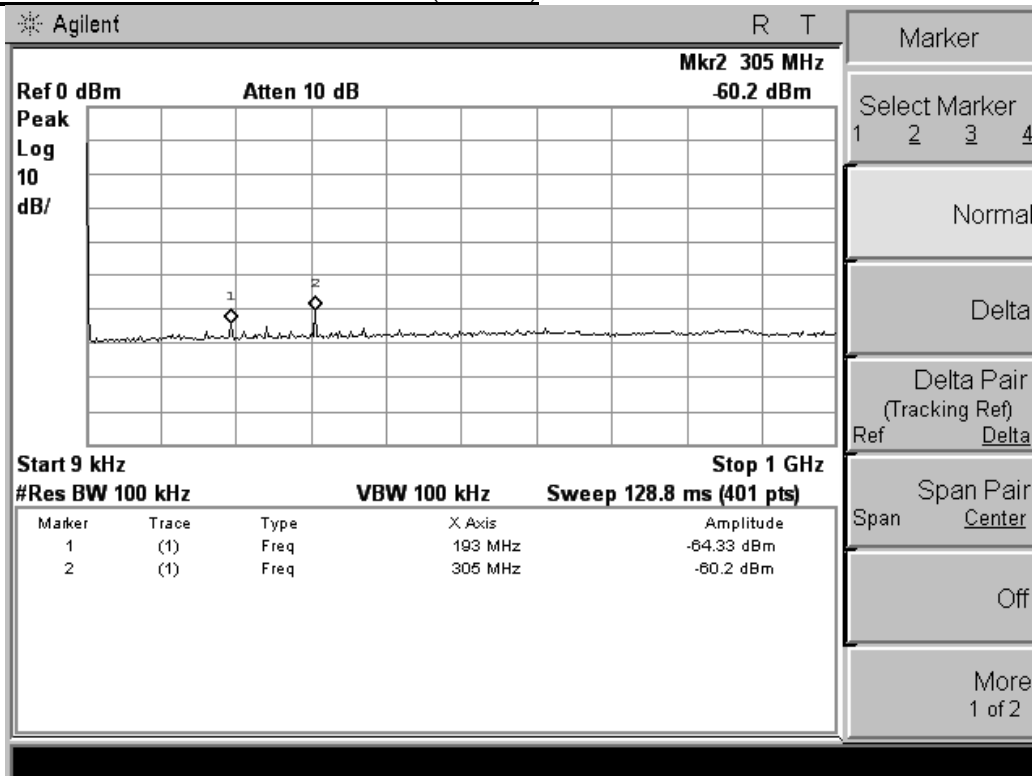 Agilent R T
Mkr2 305 MHz
Ref 0 dBm Atten 10 dB -60.2 dBm
Peak
Log
10
dB/
1
2
Start 9 kHz Stop 1 GHz
#Res BW 100 kHz VBW 100 kHz Sweep 128.8 ms (401 pts)
Marker Trace Type X Axis Amplitude
1 (1) Freq 193 MHz -64.33 dBm
2 (1) Freq 305 MHz -60.2 dBm
Marker
Select Marker
1 2 3 4
Normal
Delta
Delta Pair
(Tracking Ref)
Ref Delta
Span Pair
Span Center
Off
More
1 of 2